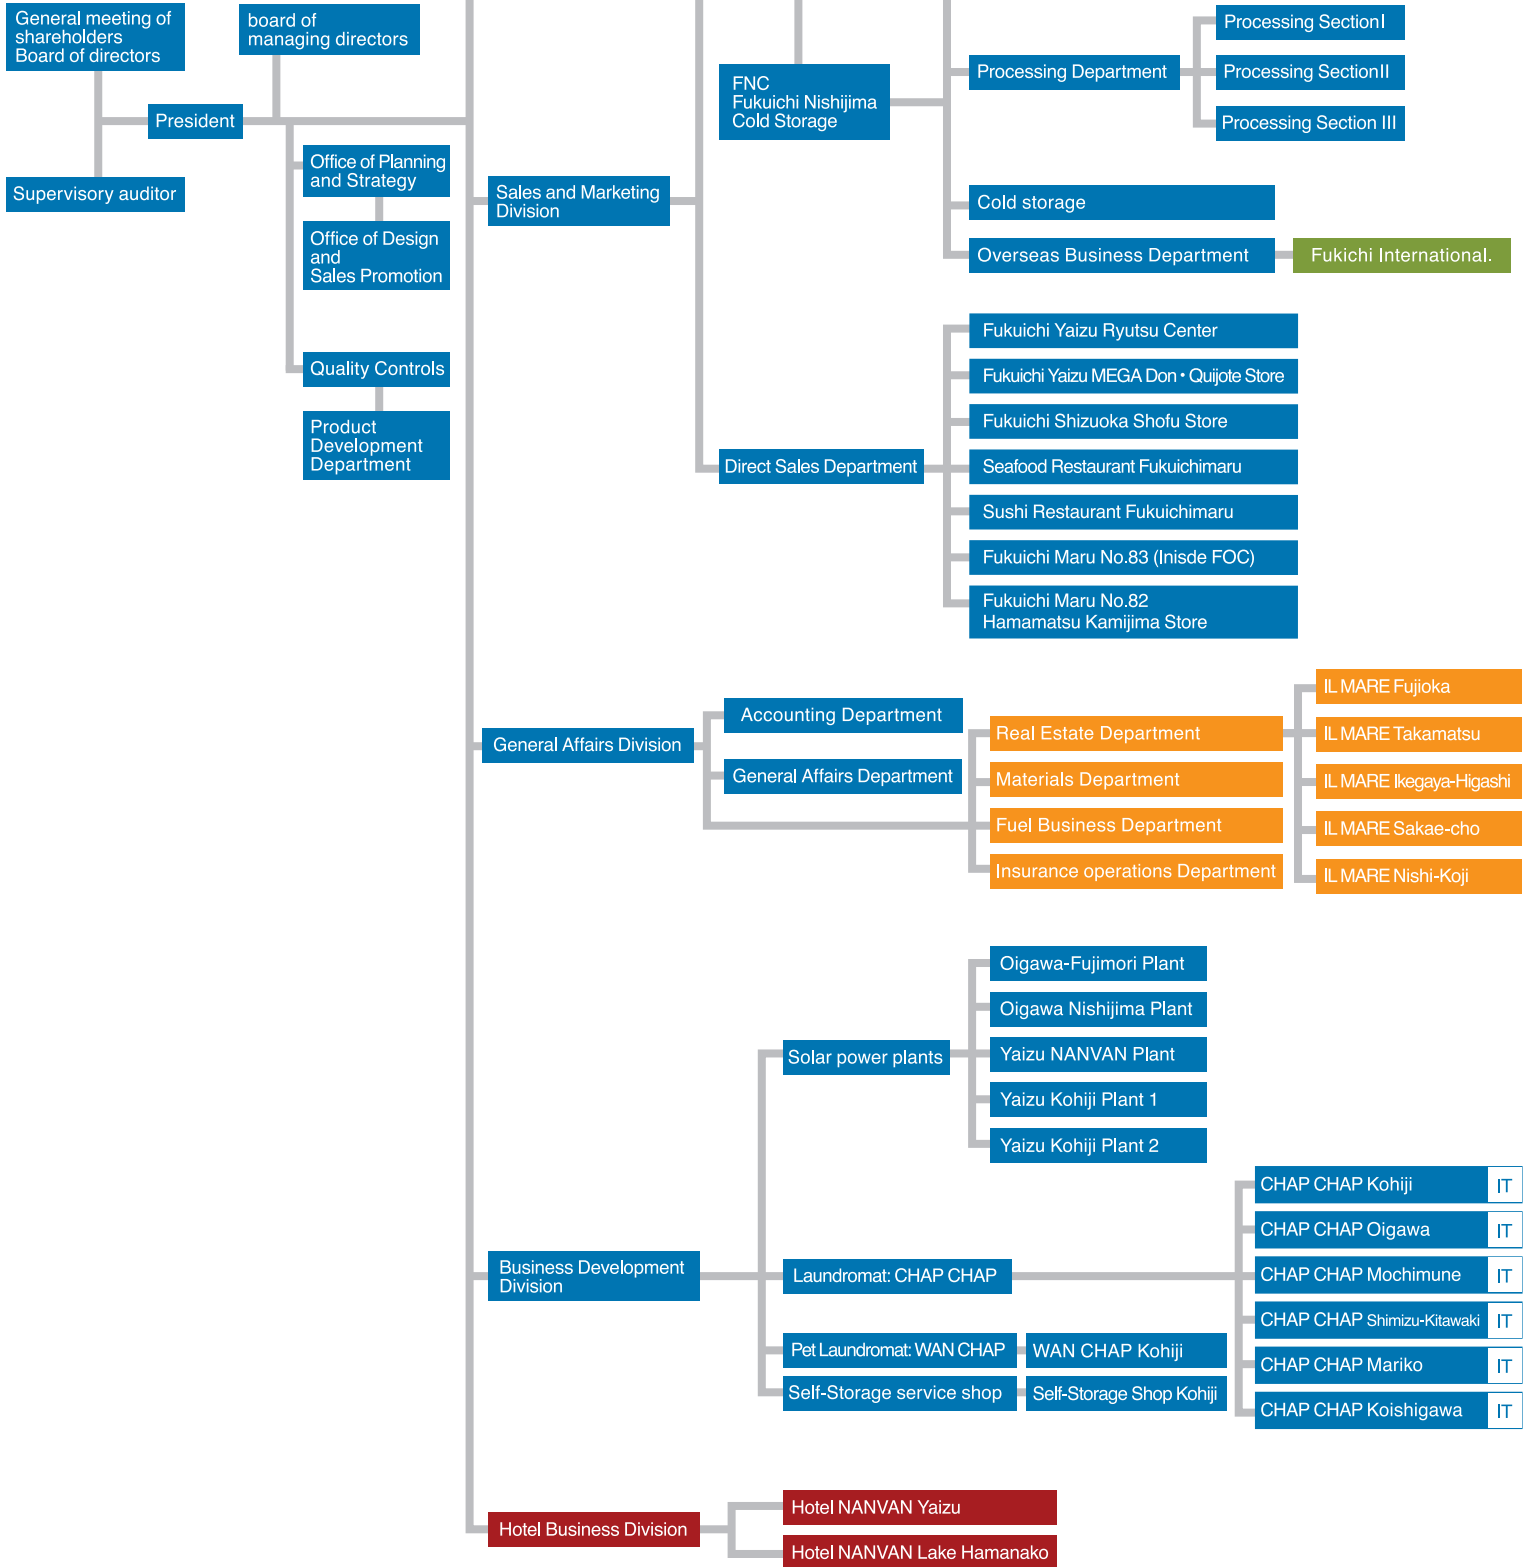 General meeting of
shareholders
Board of directors
board of
managing directors
President
Supervisory auditor
Office of Planning
and Strategy
Office of Design
and
Sales Promotion
Quality Controls
Product
Development
Department
Sales and Marketing
Division
FNC
Fukuichi Nishijima
Cold Storage
Processing Department
Processing Section I
Processing Section II
Processing Section III
Cold storage
Overseas Business Department
Fukichi International.
Direct Sales Department
Fukuichi Yaizu Ryutsu Center
Fukuichi Yaizu MEGA Don・Quijote Store
Fukuichi Shizuoka Shofu Store
Seafood Restaurant Fukuichimaru
Sushi Restaurant Fukuichimaru
Fukuichi Maru No.83 (Inisde FOC)
Fukuichi Maru No.82
Hamamatsu Kamijima Store
General Affairs Division
Accounting Department
General Affairs Department
Real Estate Department
Materials Department
Fuel Business Department
Insurance operations Department
IL MARE Fujioka
IL MARE Takamatsu
IL MARE Ikegaya-Higashi
IL MARE Sakae-cho
IL MARE Nishi-Koji
Business Development
Division
Solar power plants
Oigawa-Fujimori Plant
Oigawa Nishijima Plant
Yaizu NANVAN Plant
Yaizu Kohiji Plant 1
Yaizu Kohiji Plant 2
Laundromat: CHAP CHAP
CHAP CHAP Kohiji IT
CHAP CHAP Oigawa IT
CHAP CHAP Mochimune IT
CHAP CHAP Shimizu-Kitawaki IT
CHAP CHAP Mariko IT
CHAP CHAP Koishigawa IT
Pet Laundromat: WAN CHAP
WAN CHAP Kohiji
Self-Storage service shop
Self-Storage Shop Kohiji
Hotel Business Division
Hotel NANVAN Yaizu
Hotel NANVAN Lake Hamanako